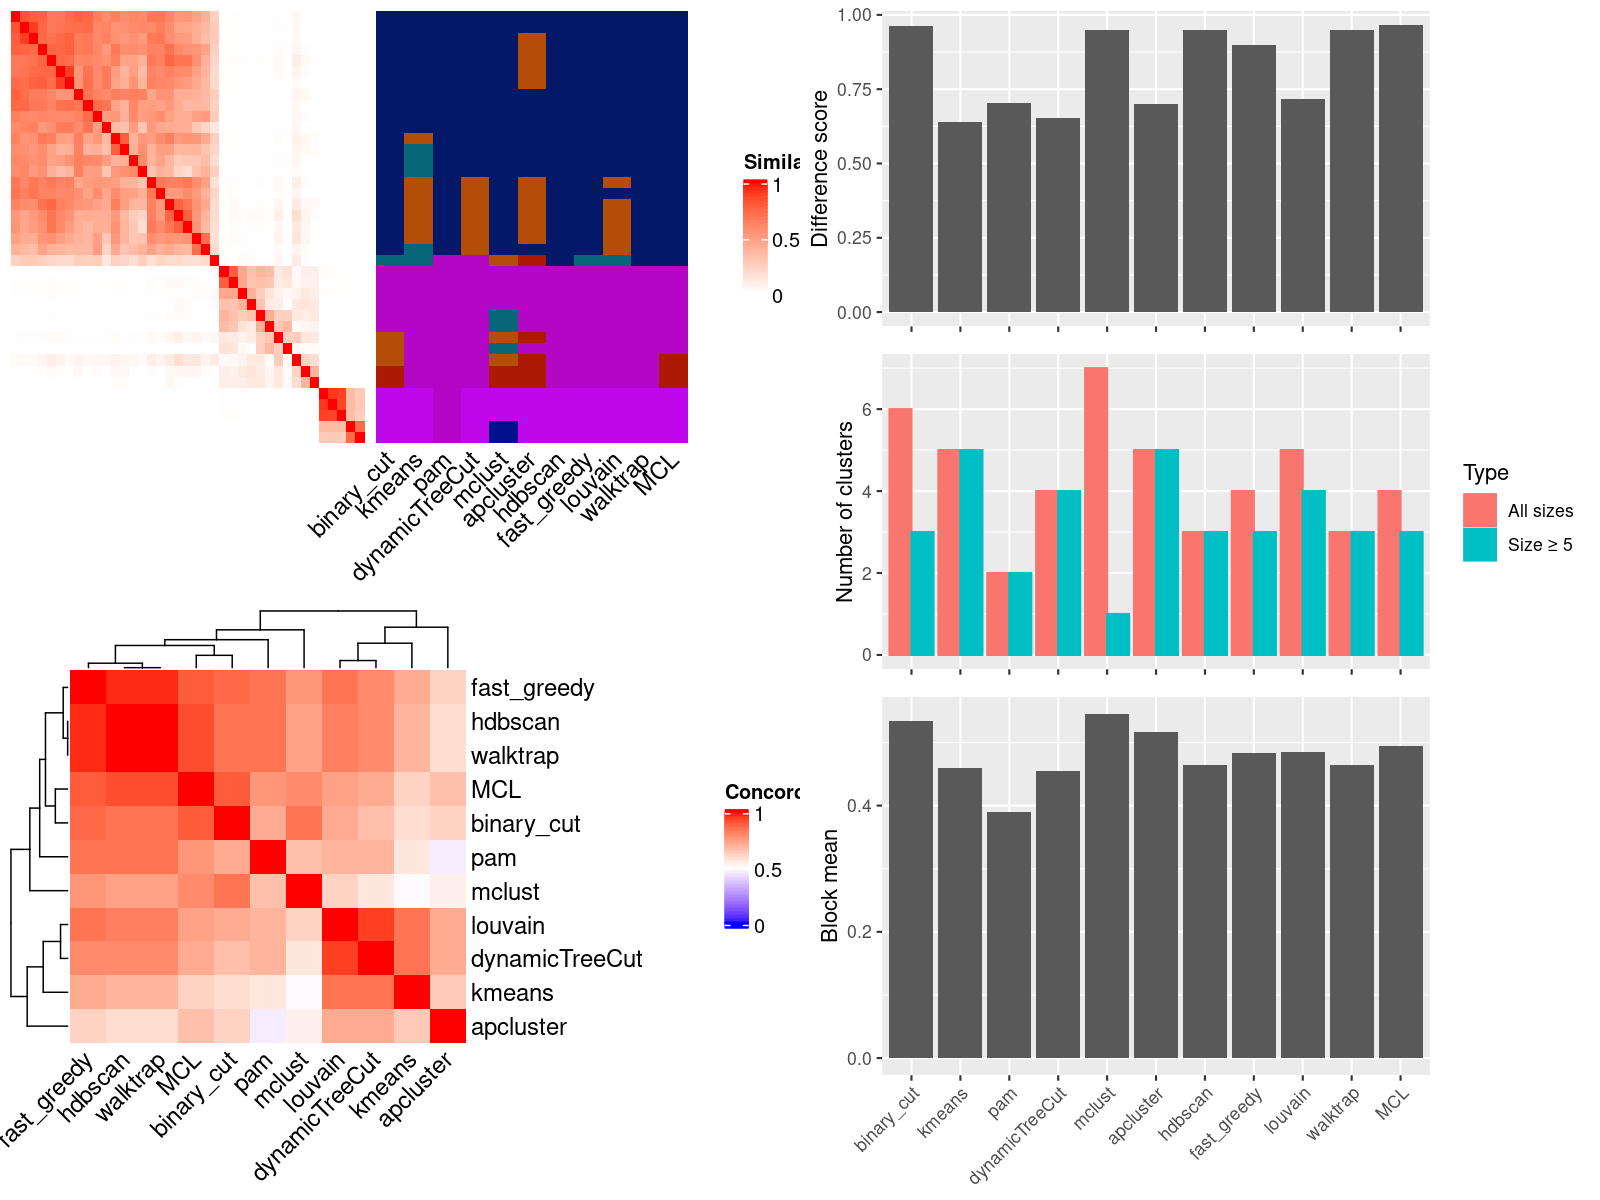 Simila
1
0.5
0
binary_cut
kmeans
pam
dynamicTreeCut
mclust
apcluster
hdbscan
fast_greedy
louvain
walktrap
MCL
Difference score
1.00
0.75
0.50
0.25
0.00
Number of clusters
6
4
2
0
Type
All sizes
Size ≥ 5
Block mean
0.4
0.2
0.0
binary_cut
kmeans
pam
dynamicTreeCut
mclust
apcluster
hdbscan
fast_greedy
louvain
walktrap
MCL
fast_greedy
hdbscan
walktrap
MCL
binary_cut
pam
mclust
louvain
dynamicTreeCut
kmeans
apcluster
Concord
1
0.5
0
fast_greedy
hdbscan
walktrap
MCL
binary_cut
pam
mclust
louvain
dynamicTreeCut
kmeans
apcluster